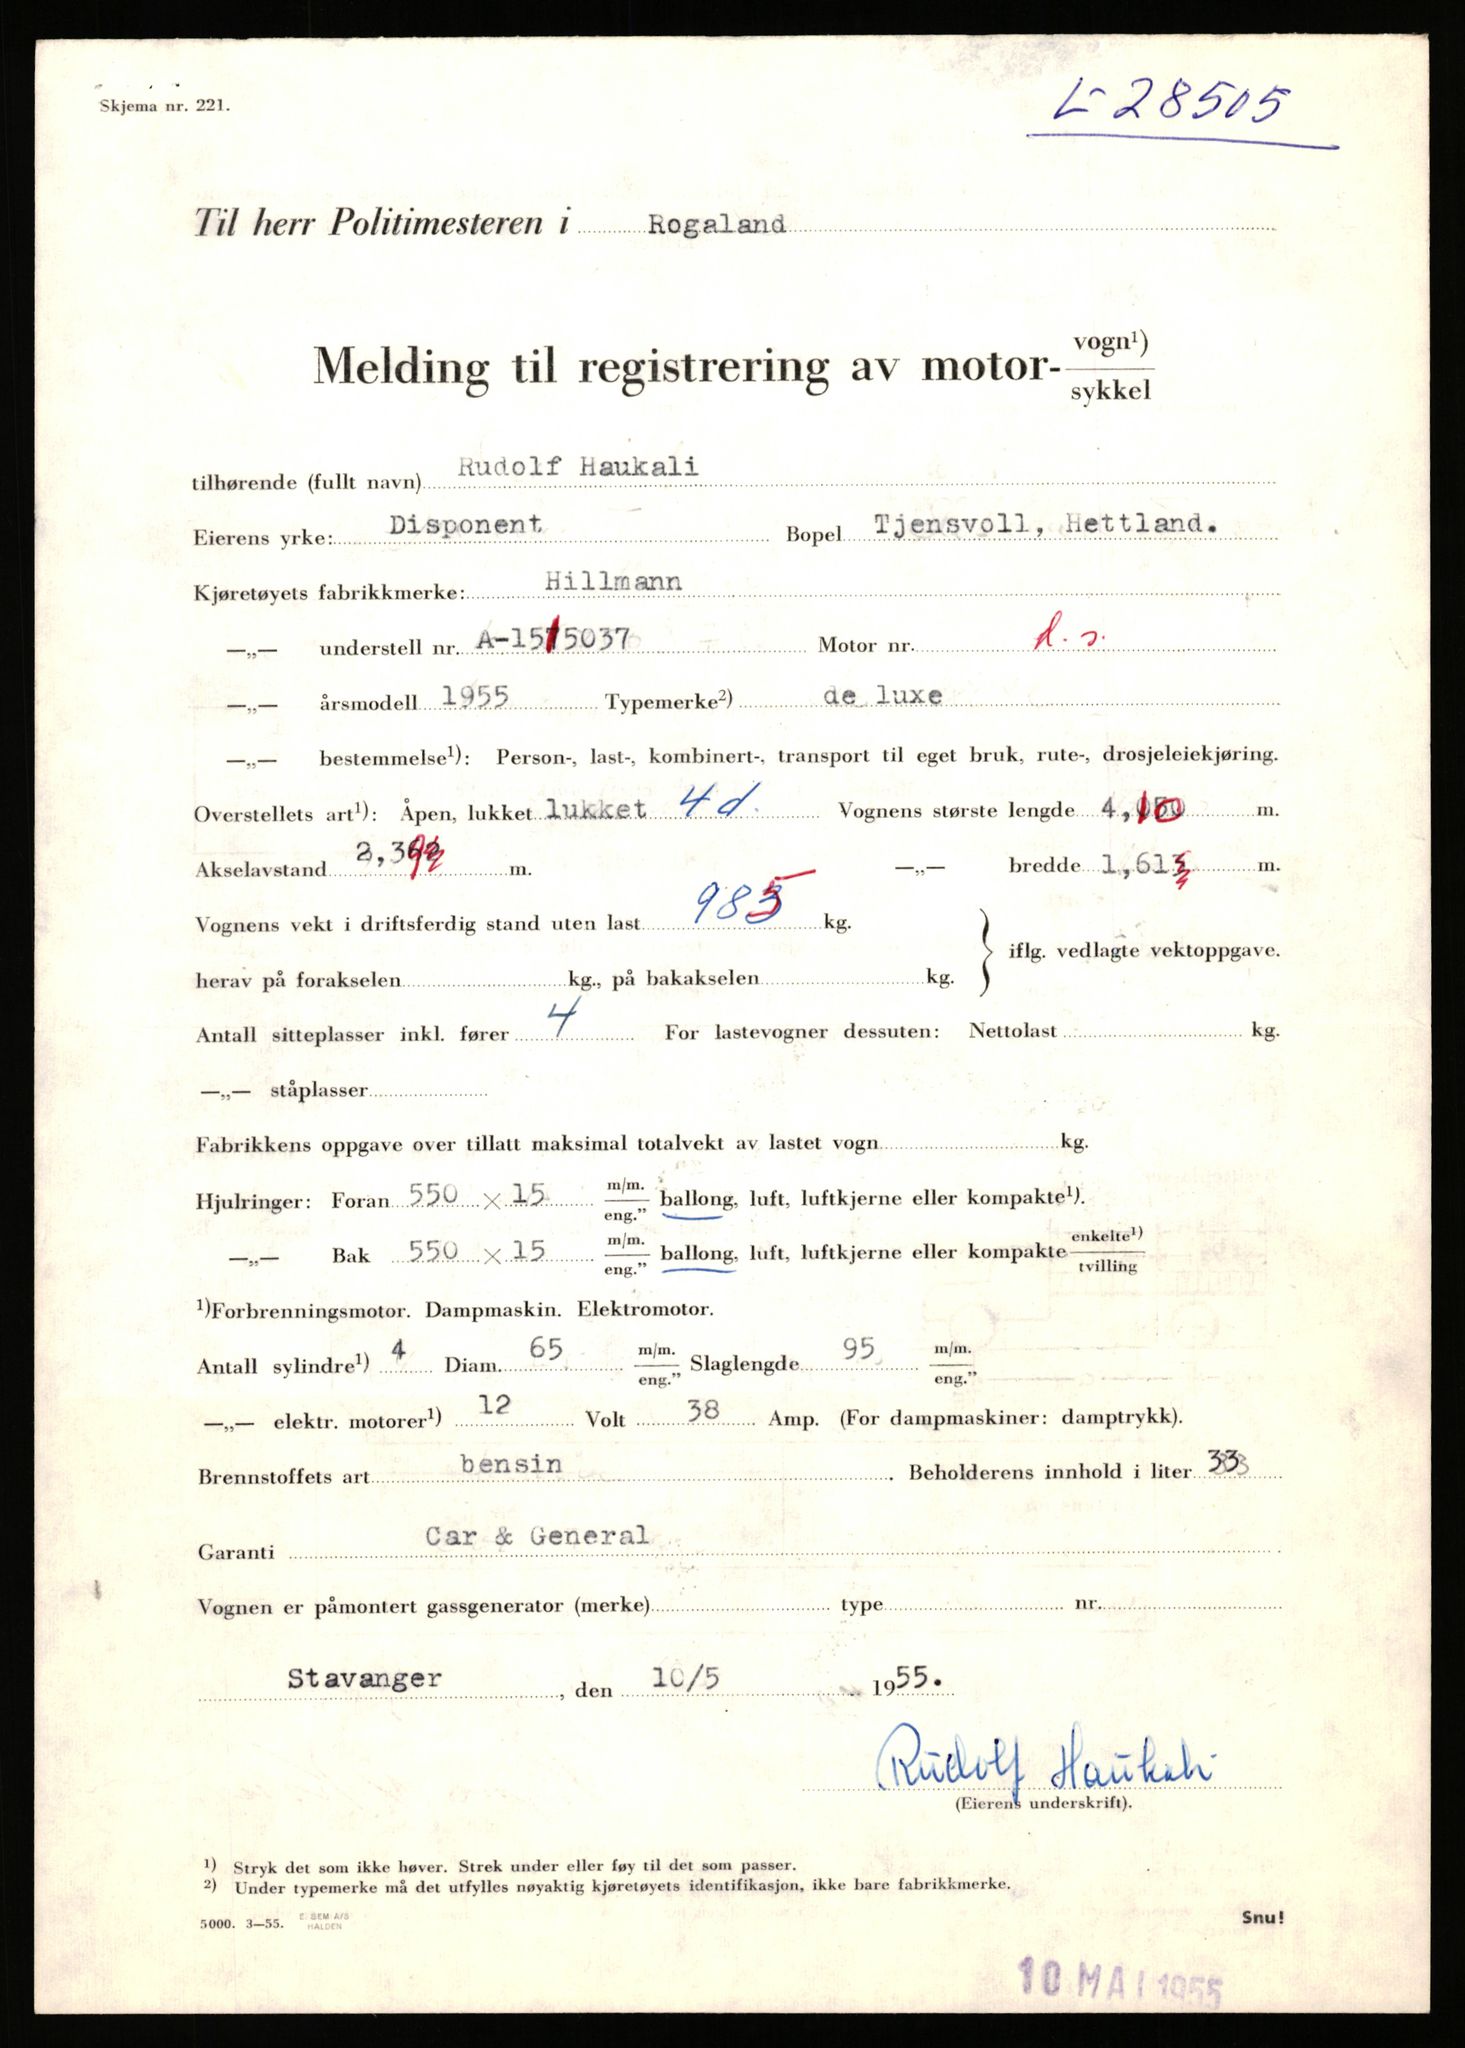 Skjema nr. 221.
L-28505
Til herr Politimesteren i Rogaland
Melding til registrering av motor-vogn¹)/sykkel
tilhørende (fullt navn) Rudolf Haukali
Eierens yrke: Disponent Bopel Tjensvoll, Hettland.
Kjøretøyets fabrikkmerke: Hillmann
—„— understell nr. A-1515037 Motor nr. d. s.
—„— årsmodell 1955 Typemerke²) de luxe
—„— bestemmelse¹): Person-, last-, kombinert-, transport til eget bruk, rute-, drosjeleiekjøring.
Overstellets art¹): Åpen, lukket lukket 4 d. Vognens største lengde 4,10 m.
Akselavstand m. —„— bredde m.
Vognens vekt i driftsferdig stand uten last 985 kg.
herav på forakselen kg., på bakakselen kg. } iflg. vedlagte vektoppgave.
Antall sitteplasser inkl. fører 4 For lastevogner dessuten: Nettolast kg.
—„— ståplasser
Fabrikkens oppgave over tillatt maksimal totalvekt av lastet vogn kg.
Hjulringer: Foran 550 × 15 m/m./eng.” ballong, luft, luftkjerne eller kompakte¹).
—„— Bak 550 × 15 m/m./eng.” ballong, luft, luftkjerne eller kompakte enkelte¹)/tvilling
¹)Forbrenningsmotor. Dampmaskin. Elektromotor.
Antall sylindre¹) 4 Diam. 65 m/m./eng.” Slaglengde 95 m/m./eng.”
—„— elektr. motorer¹) 12 Volt 38 Amp. (For dampmaskiner: damptrykk).
Brennstoffets art bensin. Beholderens innhold i liter 33
Garanti Car & General
Vognen er påmontert gassgenerator (merke) type nr.
Stavanger, den 10/5 1955.
Rudolf Haukali
(Eierens underskrift).
¹) Stryk det som ikke høver. Strek under eller føy til det som passer.
²) Under typemerke må det utfylles nøyaktig kjøretøyets identifikasjon, ikke bare fabrikkmerke.
5000. 3—55. E. SEM A/S
HALDEN
Snu!
10 MAI 1955